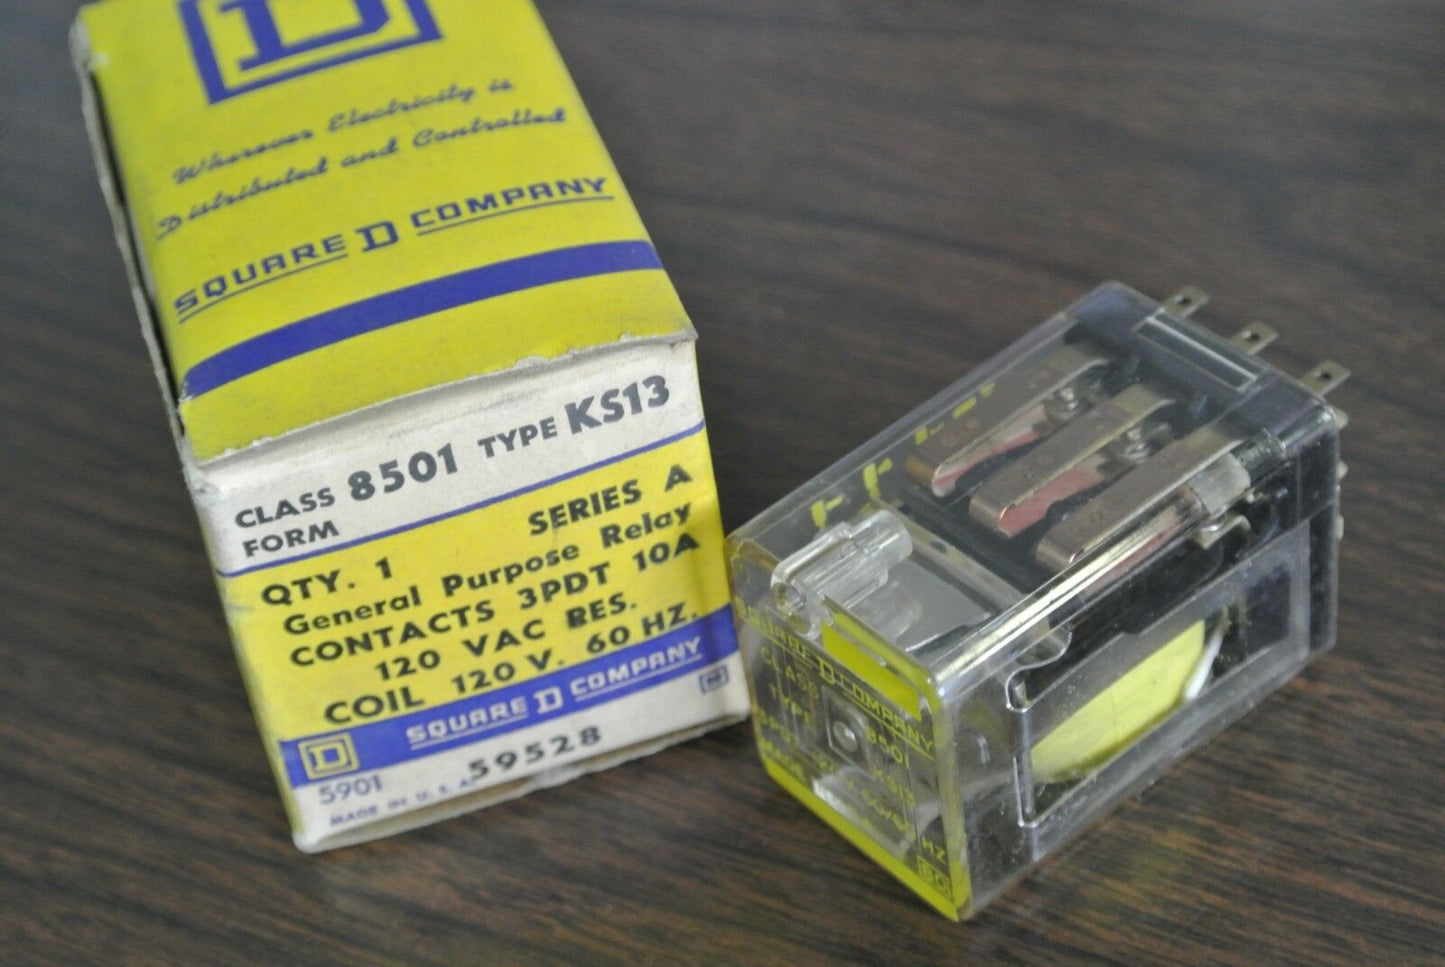 D
Wherever Electricity is
Distributed and Controlled
SQUARE D COMPANY
CLASS 8501 TYPE KS13
FORM
QTY. 1 SERIES A
General Purpose Relay
CONTACTS 3PDT 10A
120 VAC RES.
COIL 120 V. 60 HZ.
D SQUARE D COMPANY
5901 59528
MADE IN U. S. A.
SQUARE D COMPANY
CLASS 8501
TYPE KS13
HZ